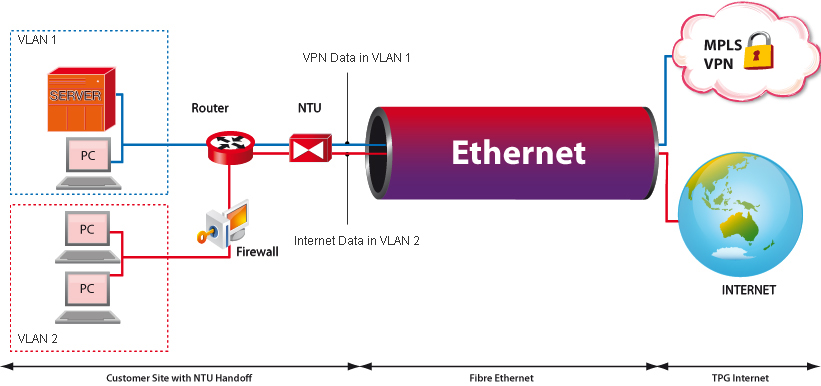 VLAN 1
SERVER
PC
PC
PC
VLAN 2
Router
NTU
Firewall
VPN Data in VLAN 1
Internet Data in VLAN 2
Ethernet
MPLS
VPN
INTERNET
Customer Site with NTU Handoff
Fibre Ethernet
TPG Internet